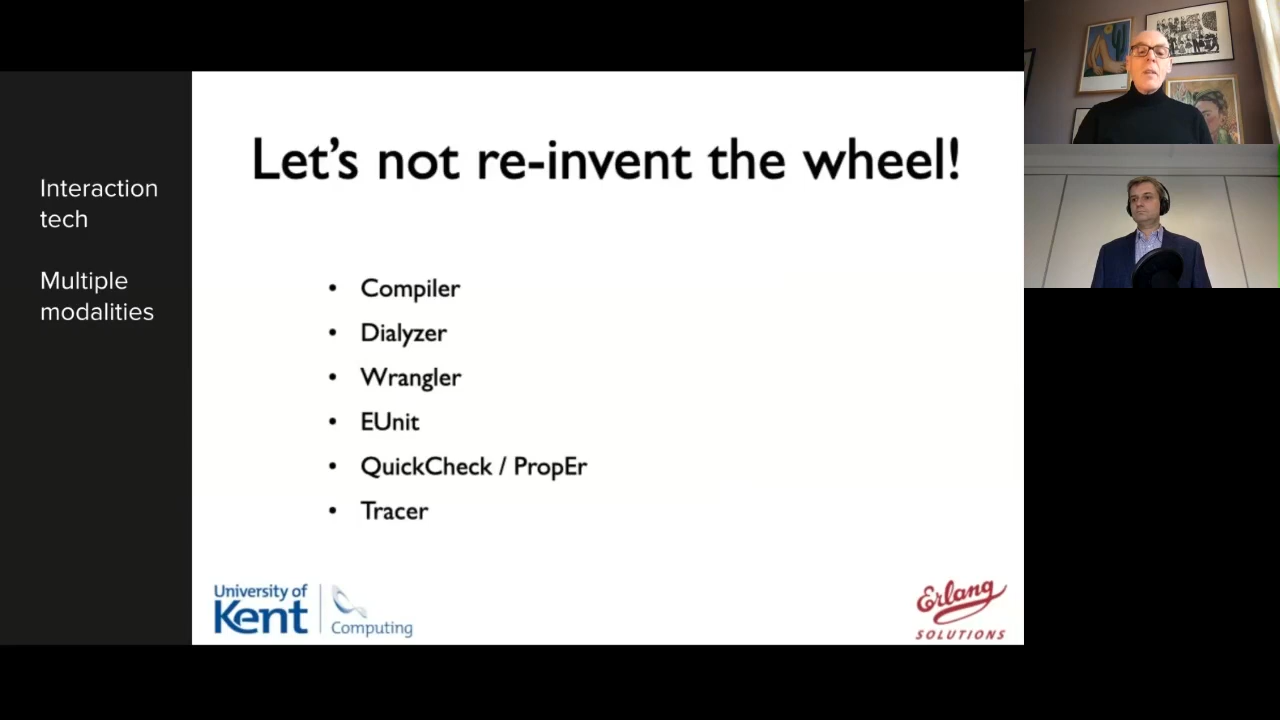 Interaction
tech
Multiple
modalities
Let's not re-invent the wheel!
• Compiler
• Dialyzer
• Wrangler
• EUnit
• QuickCheck / PropEr
• Tracer
University of
Kent
Computing
Erlang
SOLUTIONS